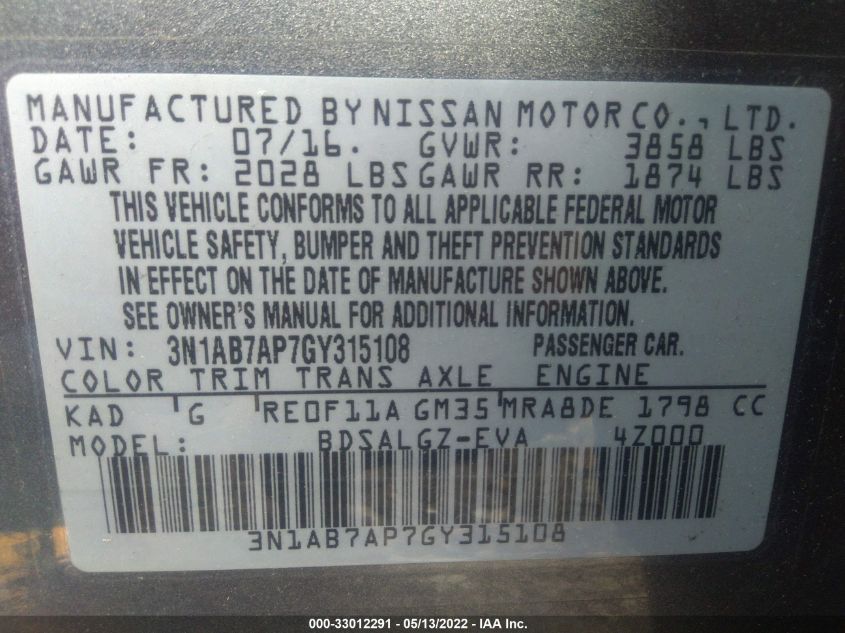 MANUFACTURED BY NISSAN MOTOR CO., LTD.
DATE: 07/16. GVWR: 3858 LBS
GAWR FR: 2028 LBS GAWR RR: 1874 LBS
THIS VEHICLE CONFORMS TO ALL APPLICABLE FEDERAL MOTOR
VEHICLE SAFETY, BUMPER AND THEFT PREVENTION STANDARDS
IN EFFECT ON THE DATE OF MANUFACTURE SHOWN ABOVE.
SEE OWNER'S MANUAL FOR ADDITIONAL INFORMATION.
VIN: 3N1AB7AP7GY315108 PASSENGER CAR.
COLOR TRIM TRANS AXLE ENGINE
KAD G RE0F11A GM35 MRA8DE 1798 CC
MODEL: BDSALGZ-EVA 4Z000
3N1AB7AP7GY315108
000-33012291 - 05/13/2022 - IAA Inc.